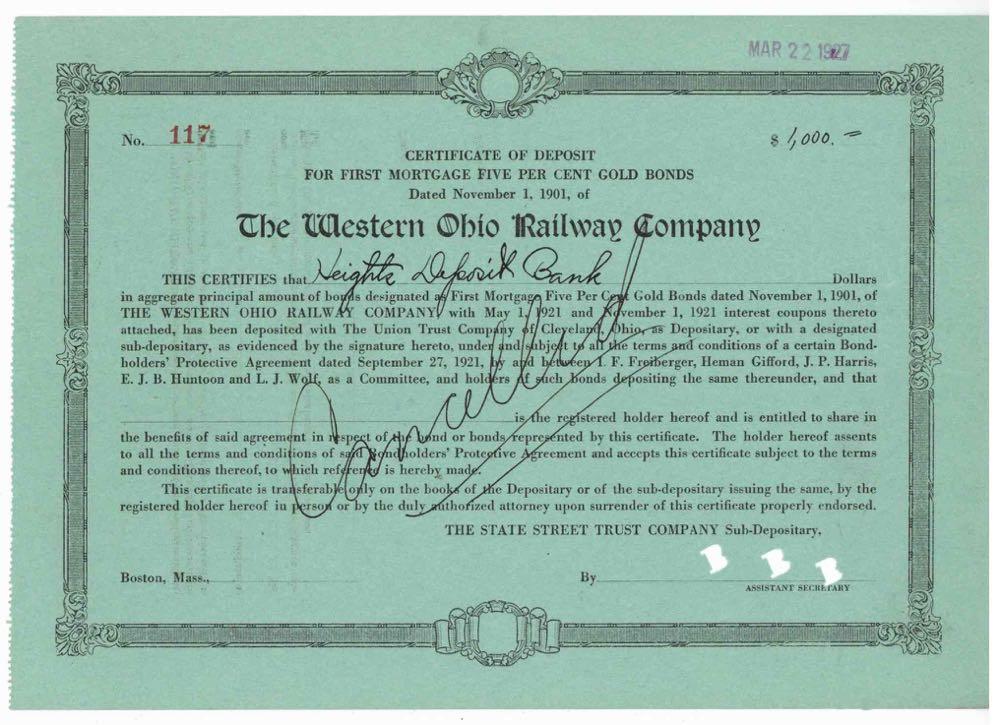 MAR 22 1927
No. 117 $ 1,000. =
CERTIFICATE OF DEPOSIT
FOR FIRST MORTGAGE FIVE PER CENT GOLD BONDS
Dated November 1, 1901, of
The Western Ohio Railway Company
THIS CERTIFIES that Heights Deposit Bank Dollars
in aggregate principal amount of bonds designated as First Mortgage Five Per Cent Gold Bonds dated November 1, 1901, of
THE WESTERN OHIO RAILWAY COMPANY, with May 1, 1921 and November 1, 1921 interest coupons thereto
attached, has been deposited with The Union Trust Company of Cleveland, Ohio, as Depositary, or with a designated
sub-depositary, as evidenced by the signature hereto, under and subject to all the terms and conditions of a certain Bond-
holders' Protective Agreement dated September 27, 1921, by and between I. F. Freiberger, Heman Gifford, J. P. Harris,
E. J. B. Huntoon and L. J. Wolf, as a Committee, and holders of such bonds depositing the same thereunder, and that
is the registered holder hereof and is entitled to share in
the benefits of said agreement in respect of the bond or bonds represented by this certificate. The holder hereof assents
to all the terms and conditions of said Bondholders' Protective Agreement and accepts this certificate subject to the terms
and conditions thereof, to which reference is hereby made.
This certificate is transferable only on the books of the Depositary or of the sub-depositary issuing the same, by the
registered holder hereof in person or by the duly authorized attorney upon surrender of this certificate properly endorsed.
Cancelled
THE STATE STREET TRUST COMPANY Sub-Depositary,
B B B
Boston, Mass., By
ASSISTANT SECRETARY